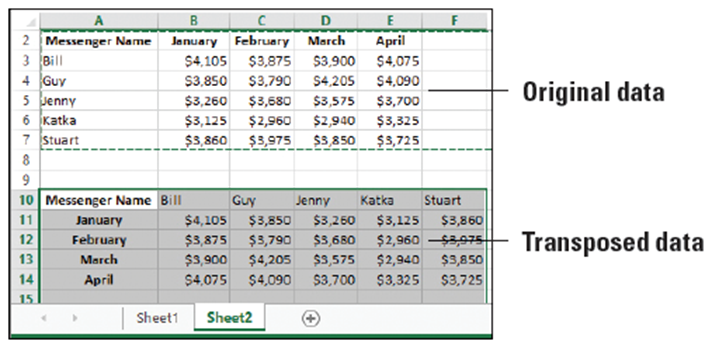 A B C D E F
2 Messenger Name January February March April
3 Bill $4,105 $3,875 $3,900 $4,075
4 Guy $3,850 $3,790 $4,205 $4,090
5 Jenny $3,260 $3,680 $3,575 $3,700
6 Katka $3,125 $2,960 $2,940 $3,325
7 Stuart $3,860 $3,975 $3,850 $3,725
8
9
10 Messenger Name Bill Guy Jenny Katka Stuart
11 January $4,105 $3,850 $3,260 $3,125 $3,860
12 February $3,875 $3,790 $3,680 $2,960 $3,975
13 March $3,900 $4,205 $3,575 $2,940 $3,850
14 April $4,075 $4,090 $3,700 $3,325 $3,725
15
Sheet1 Sheet2
Original data
Transposed data